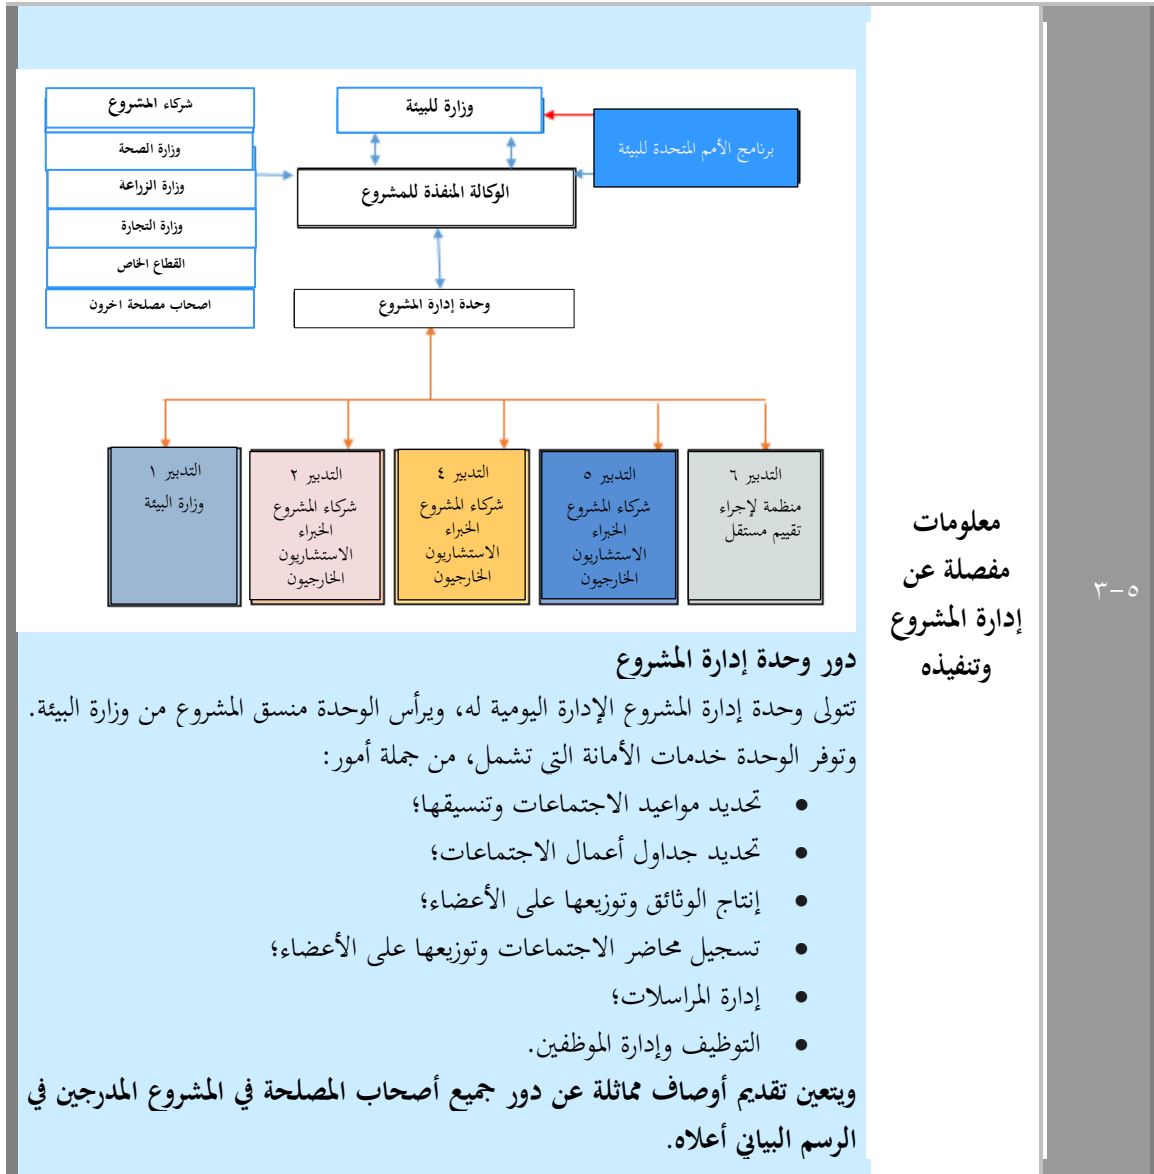 ٥-٣
معلومات
مفصلة عن
إدارة المشروع
وتنفيذه
برنامج الأمم المتحدة للبيئة
وزارة للبيئة
الوكالة المنفذة للمشروع
وحدة إدارة المشروع
شركاء المشروع
وزارة الصحة
وزارة الزراعة
وزارة التجارة
القطاع الخاص
اصحاب مصلحة اخرون
التدبير ٦
منظمة لإجراء
تقييم مستقل
التدبير ٥
شركاء المشروع
الخبراء
الاستشاريون
الخارجيون
التدبير ٤
شركاء المشروع
الخبراء
الاستشاريون
الخارجيون
التدبير ٢
شركاء المشروع
الخبراء
الاستشاريون
الخارجيون
التدبير ١
وزارة البيئة
دور وحدة إدارة المشروع
تتولى وحدة إدارة المشروع الإدارة اليومية له، ويرأس الوحدة منسق المشروع من وزارة البيئة.
وتوفر الوحدة خدمات الأمانة التي تشمل، من جملة أمور:
• تحديد مواعيد الاجتماعات وتنسيقها؛
• تحديد جداول أعمال الاجتماعات؛
• إنتاج الوثائق وتوزيعها على الأعضاء؛
• تسجيل محاضر الاجتماعات وتوزيعها على الأعضاء؛
• إدارة المراسلات؛
• التوظيف وإدارة الموظفين.
ويتعين تقديم أوصاف مماثلة عن دور جميع أصحاب المصلحة في المشروع المدرجين في
الرسم البياني أعلاه.